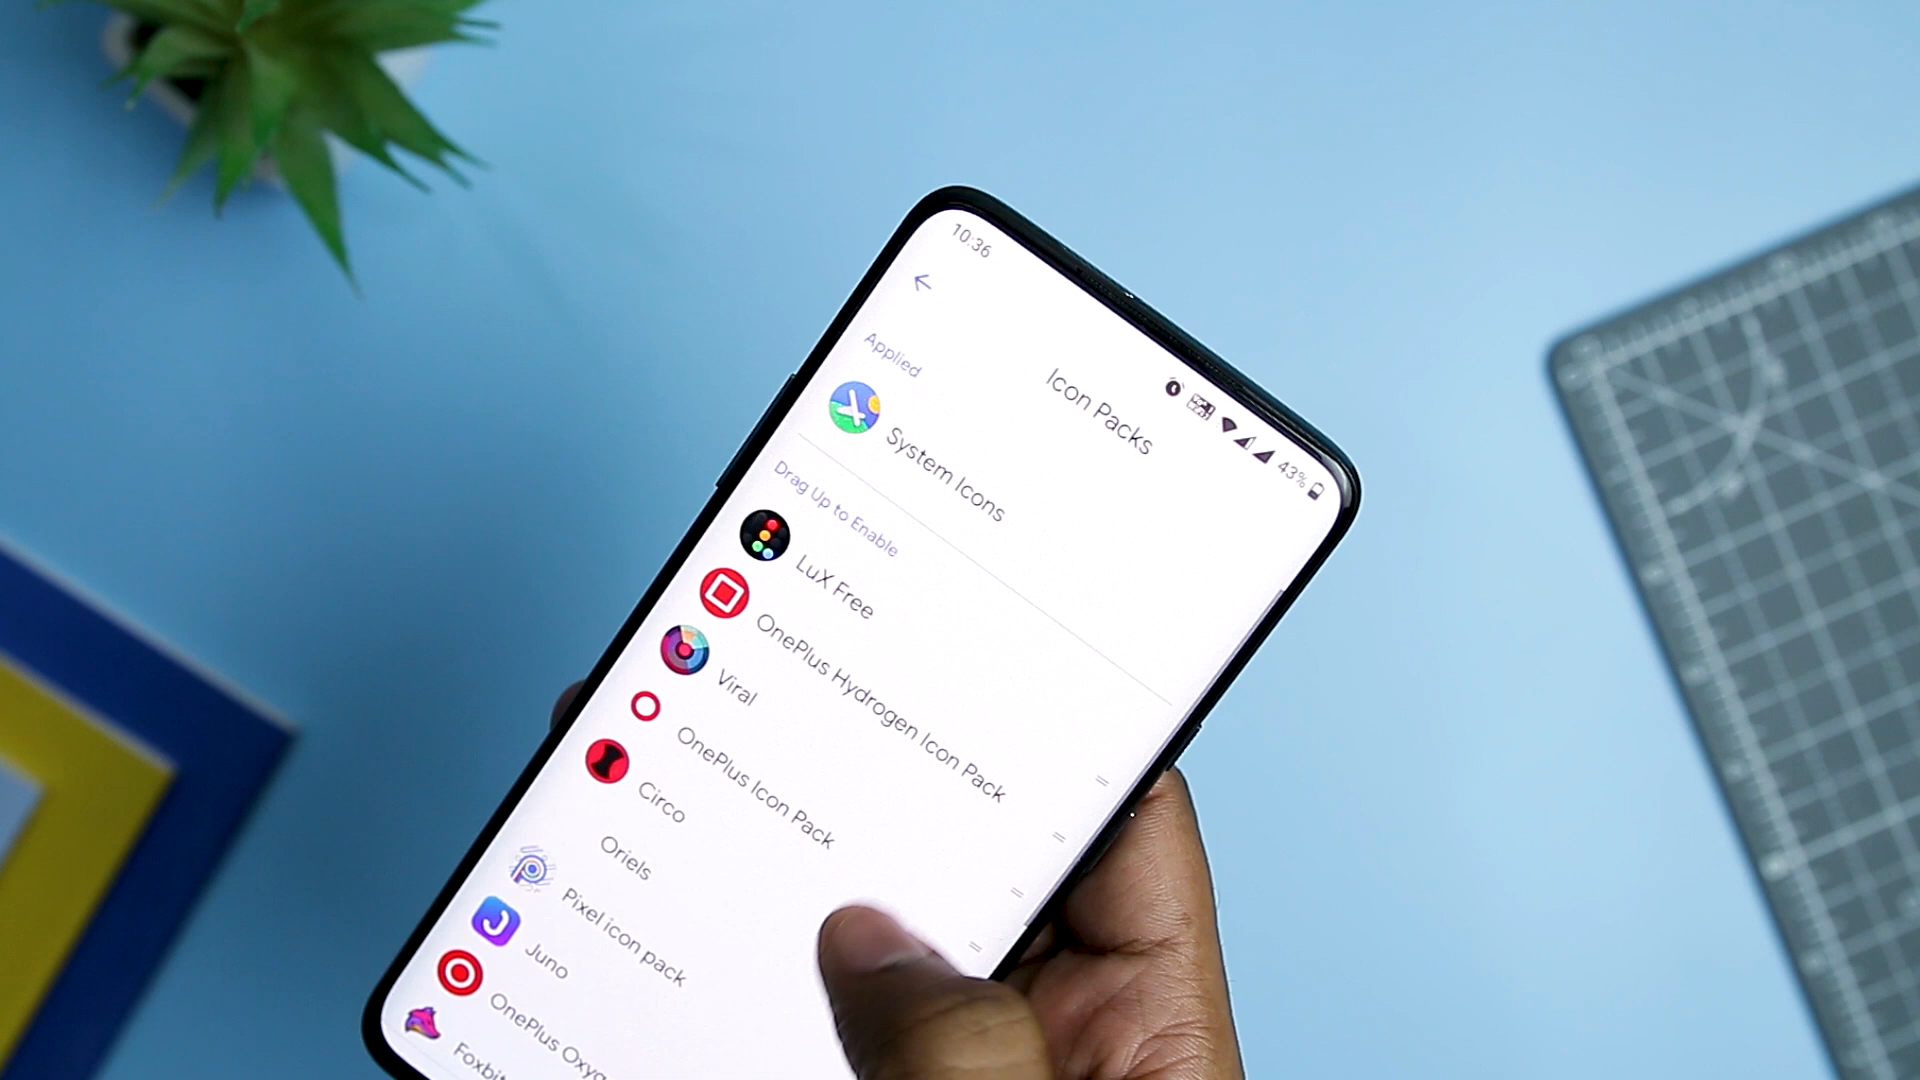 10:36
43%
Icon Packs
Applied
System Icons
Drag Up to Enable
LuX Free
OnePlus Hydrogen Icon Pack
Viral
OnePlus Icon Pack
Circo
Oriels
Pixel icon pack
Juno
OnePlus